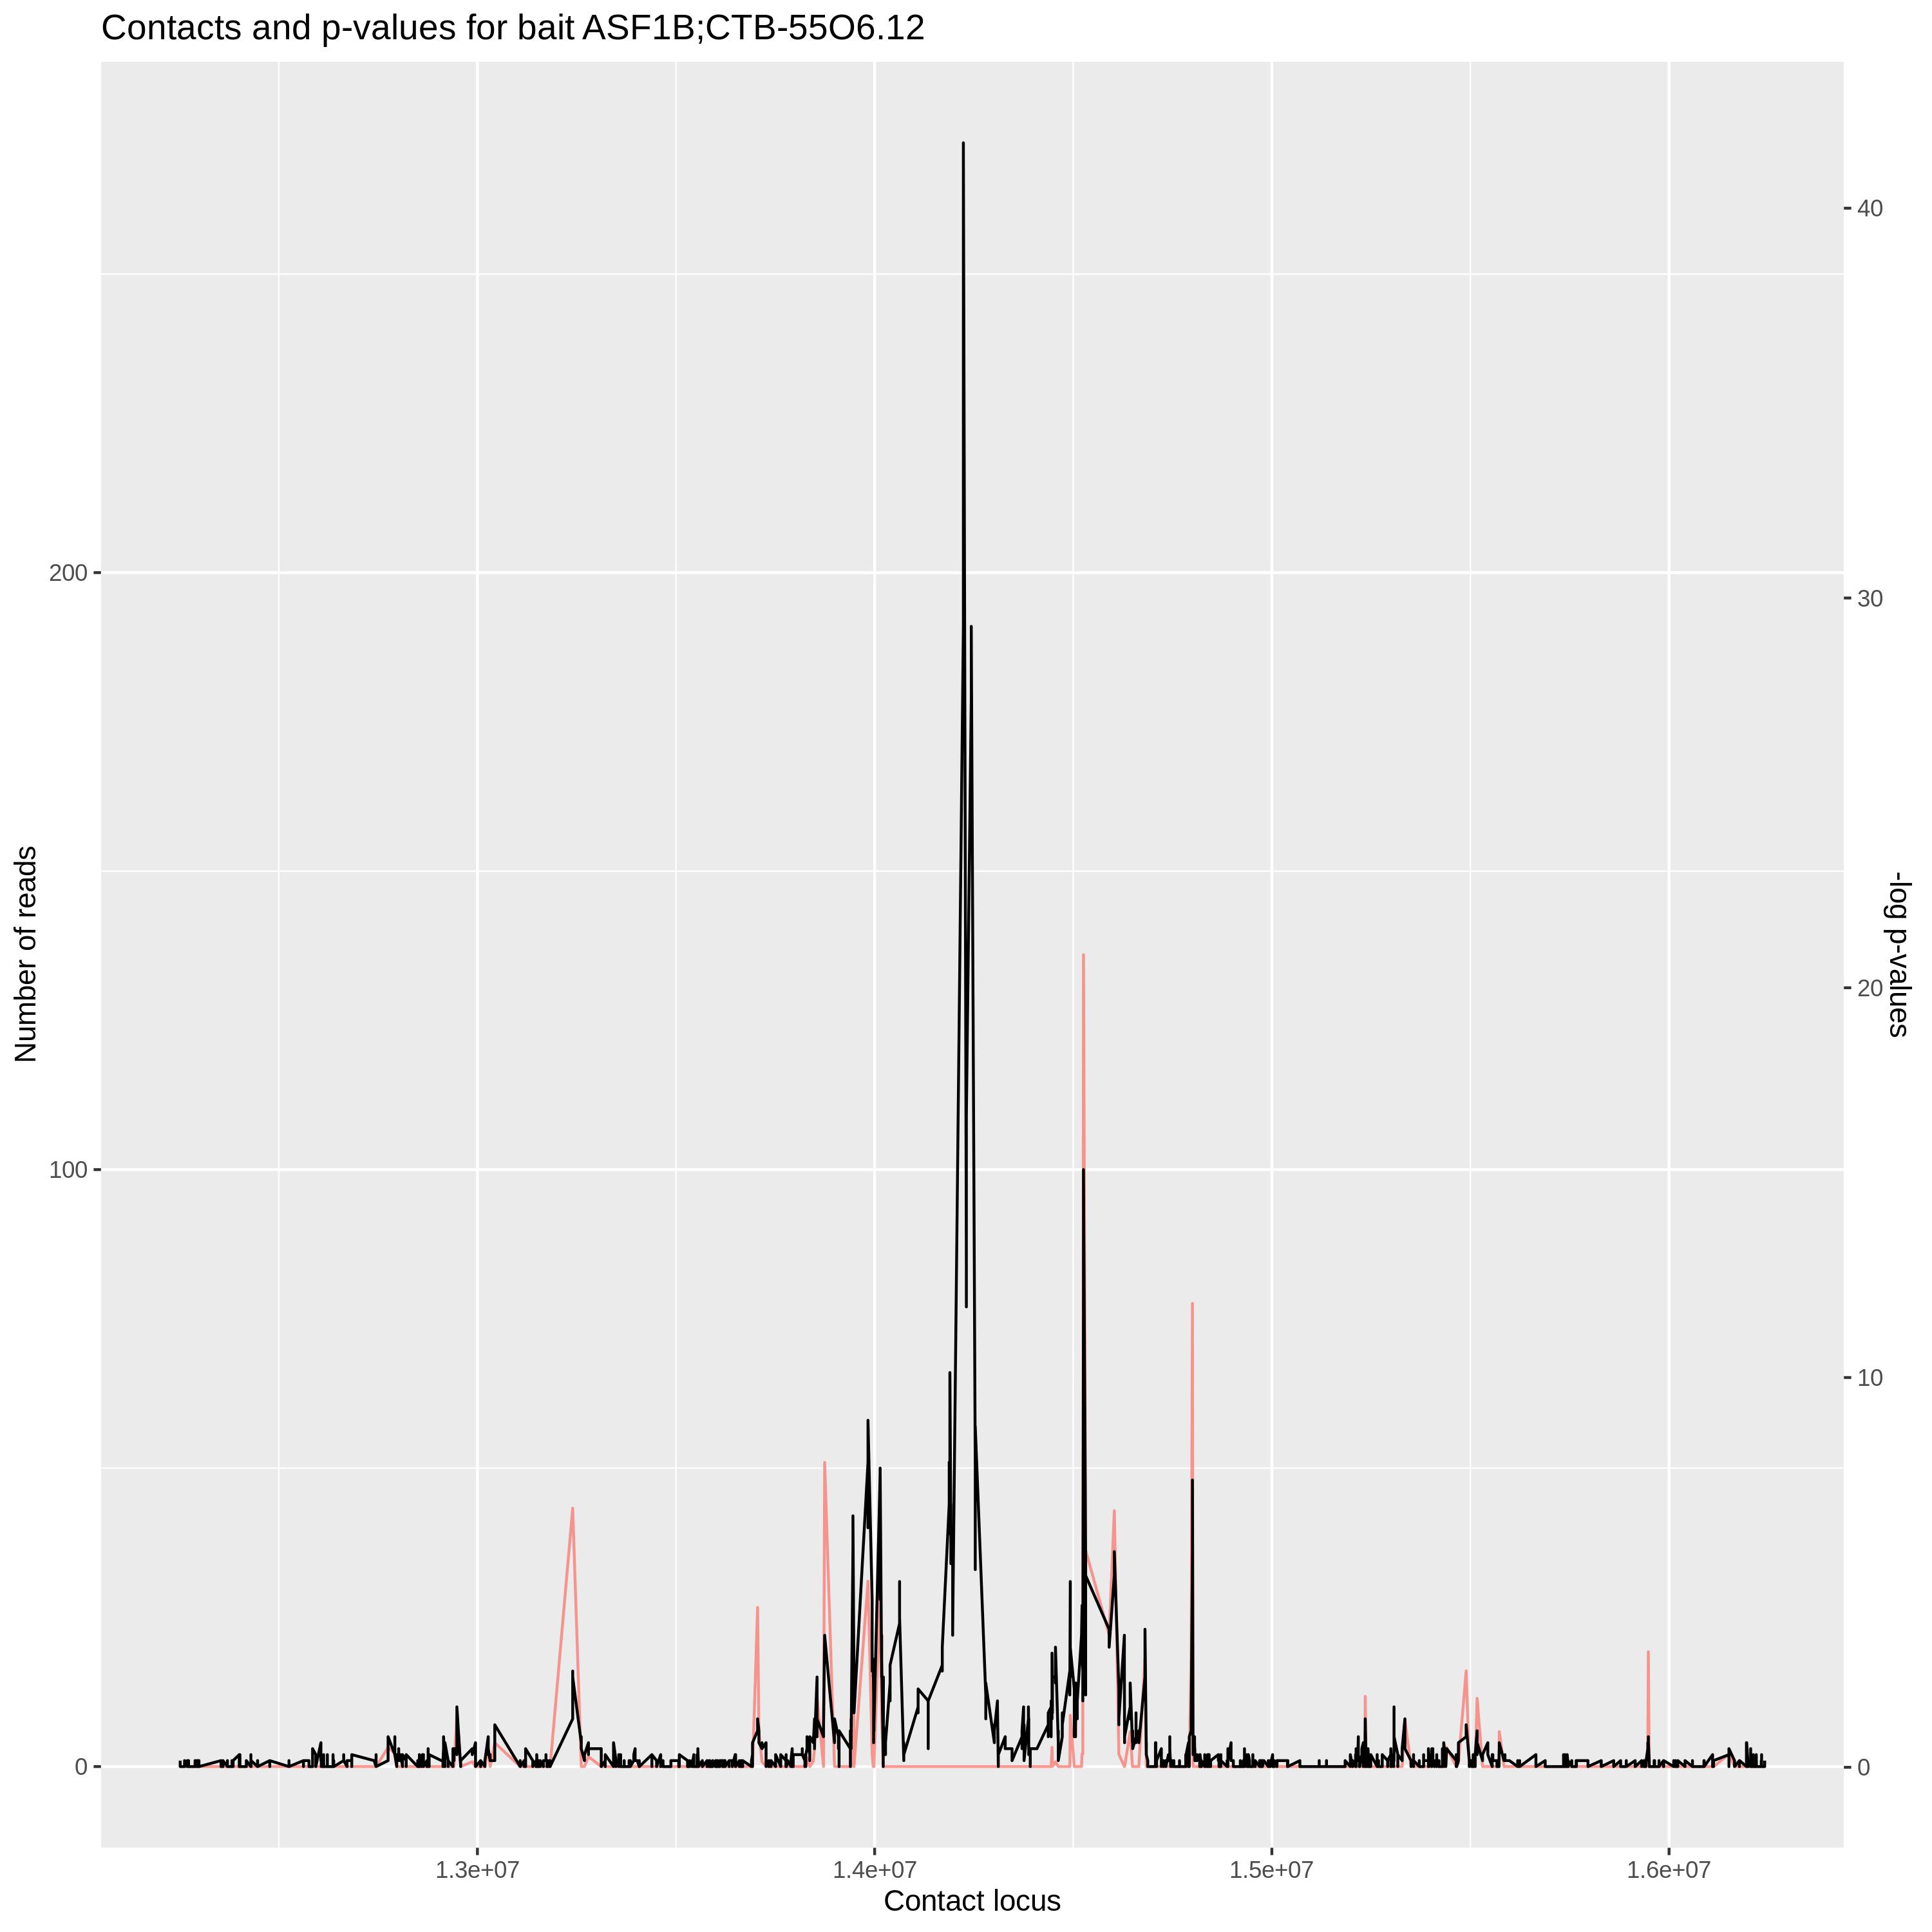 Contacts and p-values for bait ASF1B;CTB-55O6.12
Number of reads
200
100
0
40
30
20
10
0
-log p-values
1.3e+07 1.4e+07 1.5e+07 1.6e+07
Contact locus